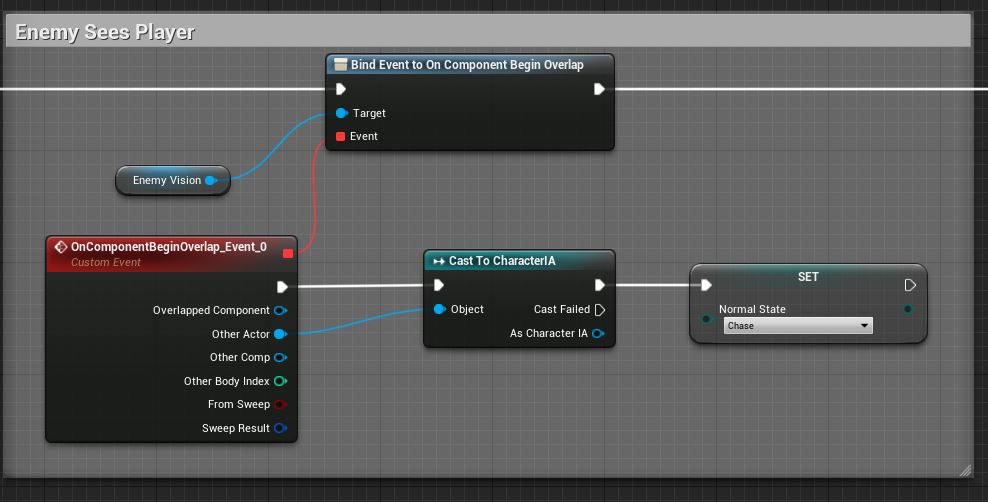 Enemy Sees Player
Bind Event to On Component Begin Overlap
Target
Event
Enemy Vision
OnComponentBeginOverlap_Event_0
Custom Event
Overlapped Component
Other Actor
Other Comp
Other Body Index
From Sweep
Sweep Result
Cast To CharacterIA
Object
Cast Failed
As Character IA
SET
Normal State
Chase